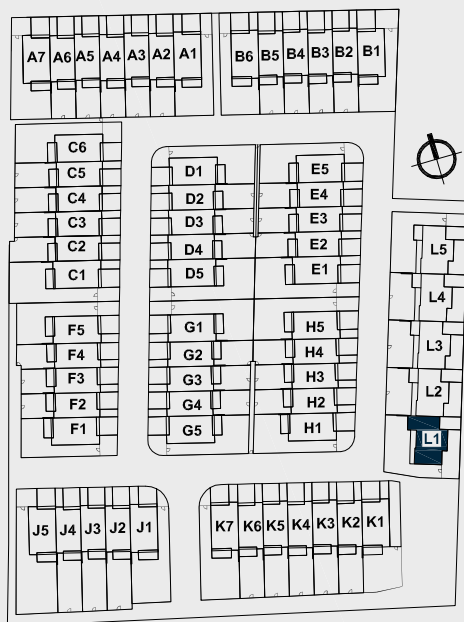 A7 A6 A5 A4 A3 A2 A1
B6 B5 B4 B3 B2 B1
C6
C5
C4
C3
C2
C1
D1
D2
D3
D4
D5
E5
E4
E3
E2
E1
F5
F4
F3
F2
F1
G1
G2
G3
G4
G5
H5
H4
H3
H2
H1
L5
L4
L3
L2
L1
J5 J4 J3 J2 J1
K7 K6 K5 K4 K3 K2 K1